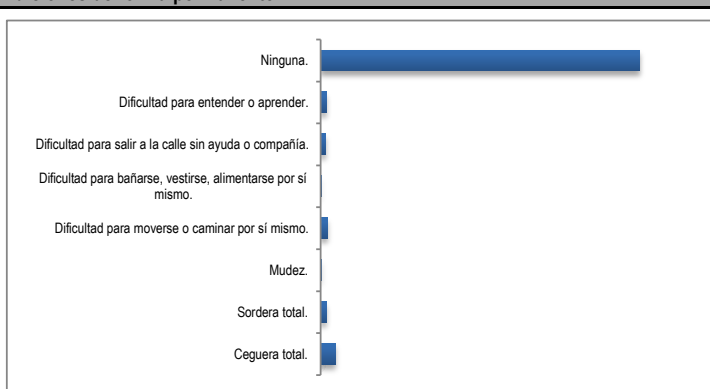 Ninguna.
Dificultad para entender o aprender.
Dificultad para salir a la calle sin ayuda o compañía.
Dificultad para bañarse, vestirse, alimentarse por sí
mismo.
Dificultad para moverse o caminar por sí mismo.
Mudez.
Sordera total.
Ceguera total.